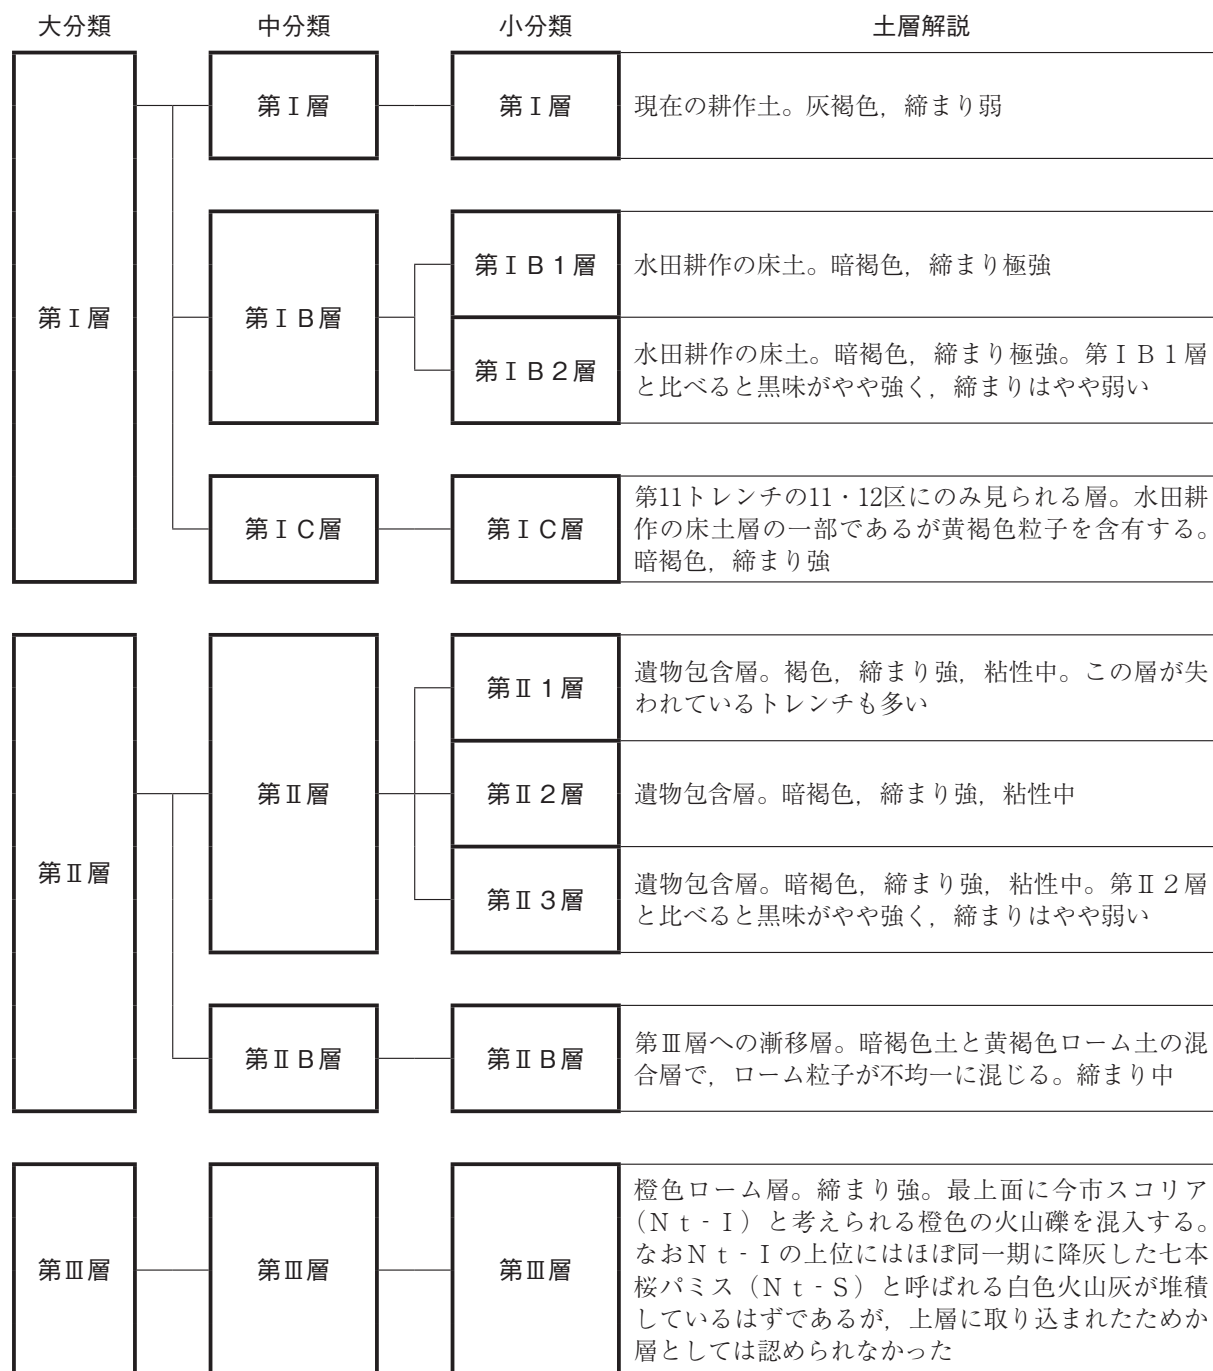 大分類 中分類 小分類 土層解説
第Ⅰ層 第Ⅰ層 現在の耕作土。灰褐色，締まり弱
第ⅠB1層 水田耕作の床土。暗褐色，締まり極強
第Ⅰ層 第ⅠB層
第ⅠB2層 水田耕作の床土。暗褐色，締まり極強。第ⅠB1層
と比べると黒味がやや強く，締まりはやや弱い
第ⅠC層 第ⅠC層 第11トレンチの11・12区にのみ見られる層。水田耕
作の床土層の一部であるが黄褐色粒子を含有する。
暗褐色，締まり強
第Ⅱ1層 遺物包含層。褐色，締まり強，粘性中。この層が失
われているトレンチも多い
第Ⅱ層 第Ⅱ2層 遺物包含層。暗褐色，締まり強，粘性中
第Ⅱ層
第Ⅱ3層 遺物包含層。暗褐色，締まり強，粘性中。第Ⅱ2層
と比べると黒味がやや強く，締まりはやや弱い
第ⅡB層 第ⅡB層 第Ⅲ層への漸移層。暗褐色土と黄褐色ローム土の混
合層で，ローム粒子が不均一に混じる。締まり中
第Ⅲ層 第Ⅲ層 第Ⅲ層 橙色ローム層。締まり強。最上面に今市スコリア
（Nt‐I）と考えられる橙色の火山礫を混入する。
なおNt‐Iの上位にはほぼ同一期に降灰した七本
桜パミス（Nt‐S）と呼ばれる白色火山灰が堆積
しているはずであるが，上層に取り込まれたためか
層としては認められなかった